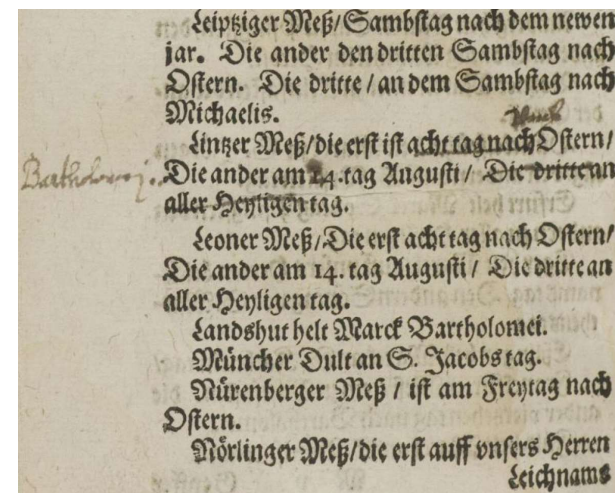 Leipziger Meß/Sambstag nach dem newen
jar. Die ander den dritten Sambstag nach
Ostern. Die dritte / an dem Sambstag nach
Michaelis.
Lintzer Meß/die erst ist acht tag nach Ostern/
Bartholomej. Die ander am 24. tag Augusti / Die dritte an
aller Heyligen tag.
Leoner Meß/Die erst acht tag nach Ostern/
Die ander am 14. tag Augusti / Die dritte an
aller Heyligen tag.
Landshut helt Marck Bartholomei.
Müncher Dult an S. Jacobs tag.
Nürenberger Meß / ist am Freytag nach
Ostern.
Nörlinger Meß/die erst auff vnsers Herren
Leichnams